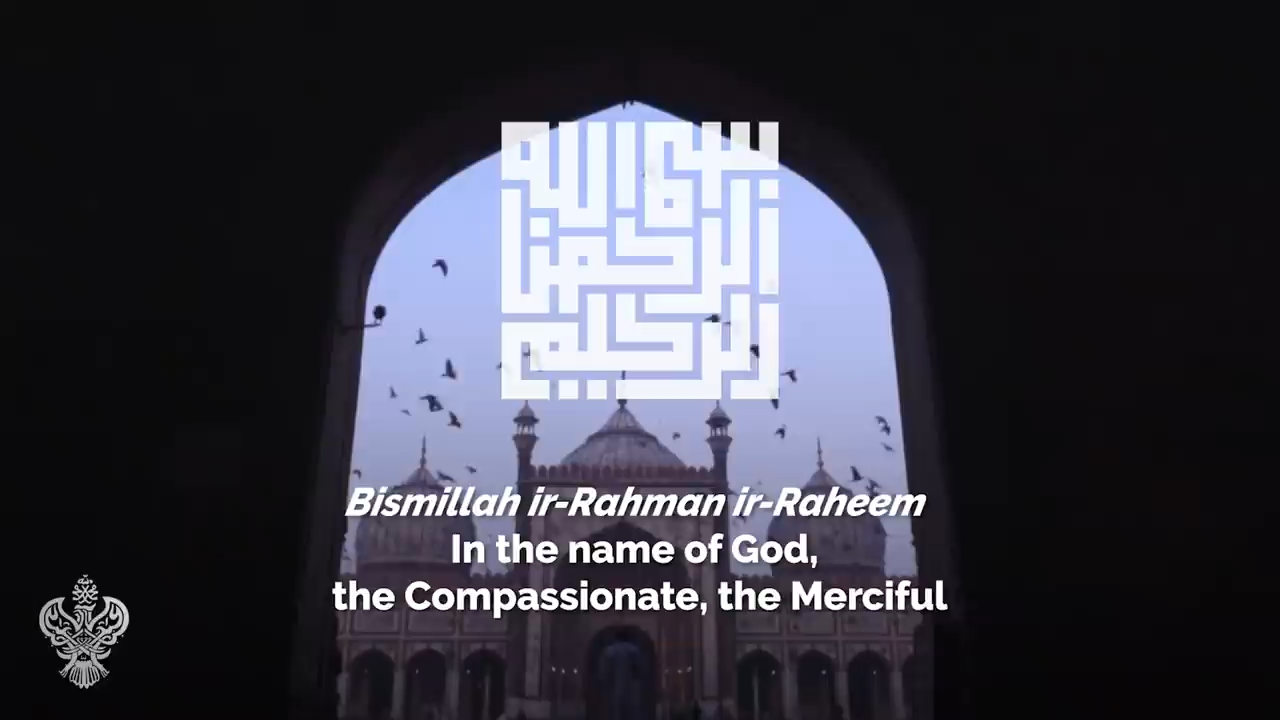 بسم الله
الرحمن
الرحيم
Bismillah ir-Rahman ir-Raheem
In the name of God,
the Compassionate, the Merciful